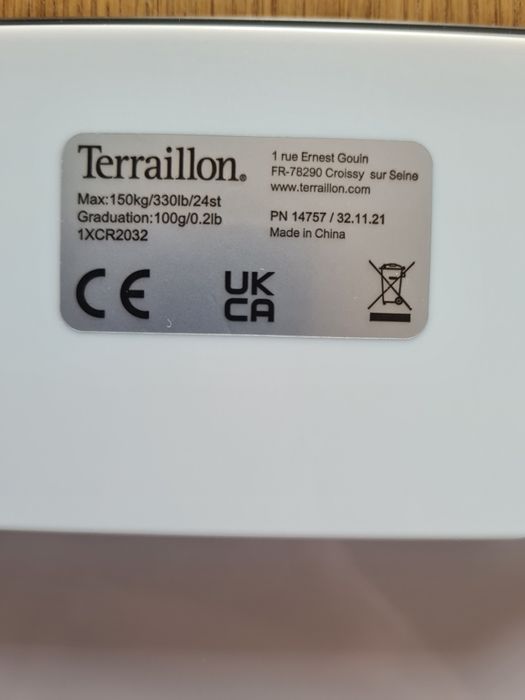 Terraillon®
Max:150kg/330lb/24st
Graduation:100g/0.2lb
1XCR2032
1 rue Ernest Gouin
FR-78290 Croissy sur Seine
www.terraillon.com
PN 14757 / 32.11.21
Made in China
CE
UK
CA